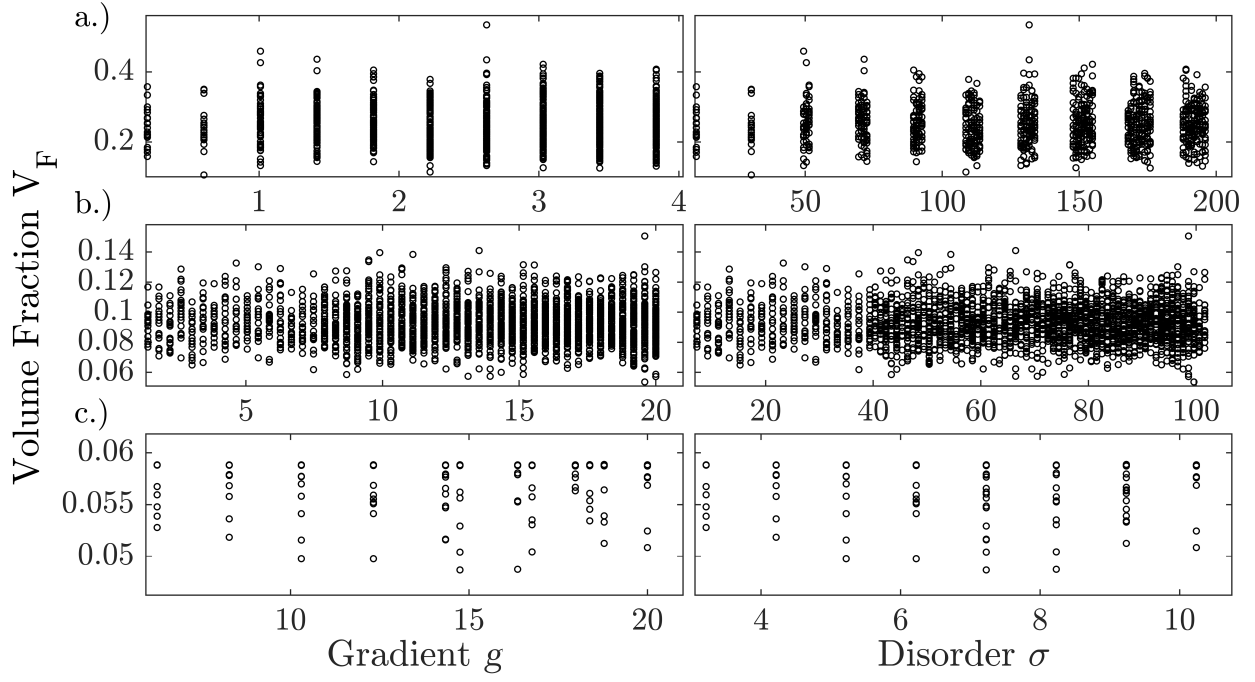 a.)
0.4
0.2
1 2 3 4
50 100 150 200
b.)
0.14
0.12
0.1
0.08
0.06
5 10 15 20
20 40 60 80 100
c.)
0.06
0.055
0.05
10 15 20
4 6 8 10
Volume Fraction V_F
Gradient g
Disorder σ